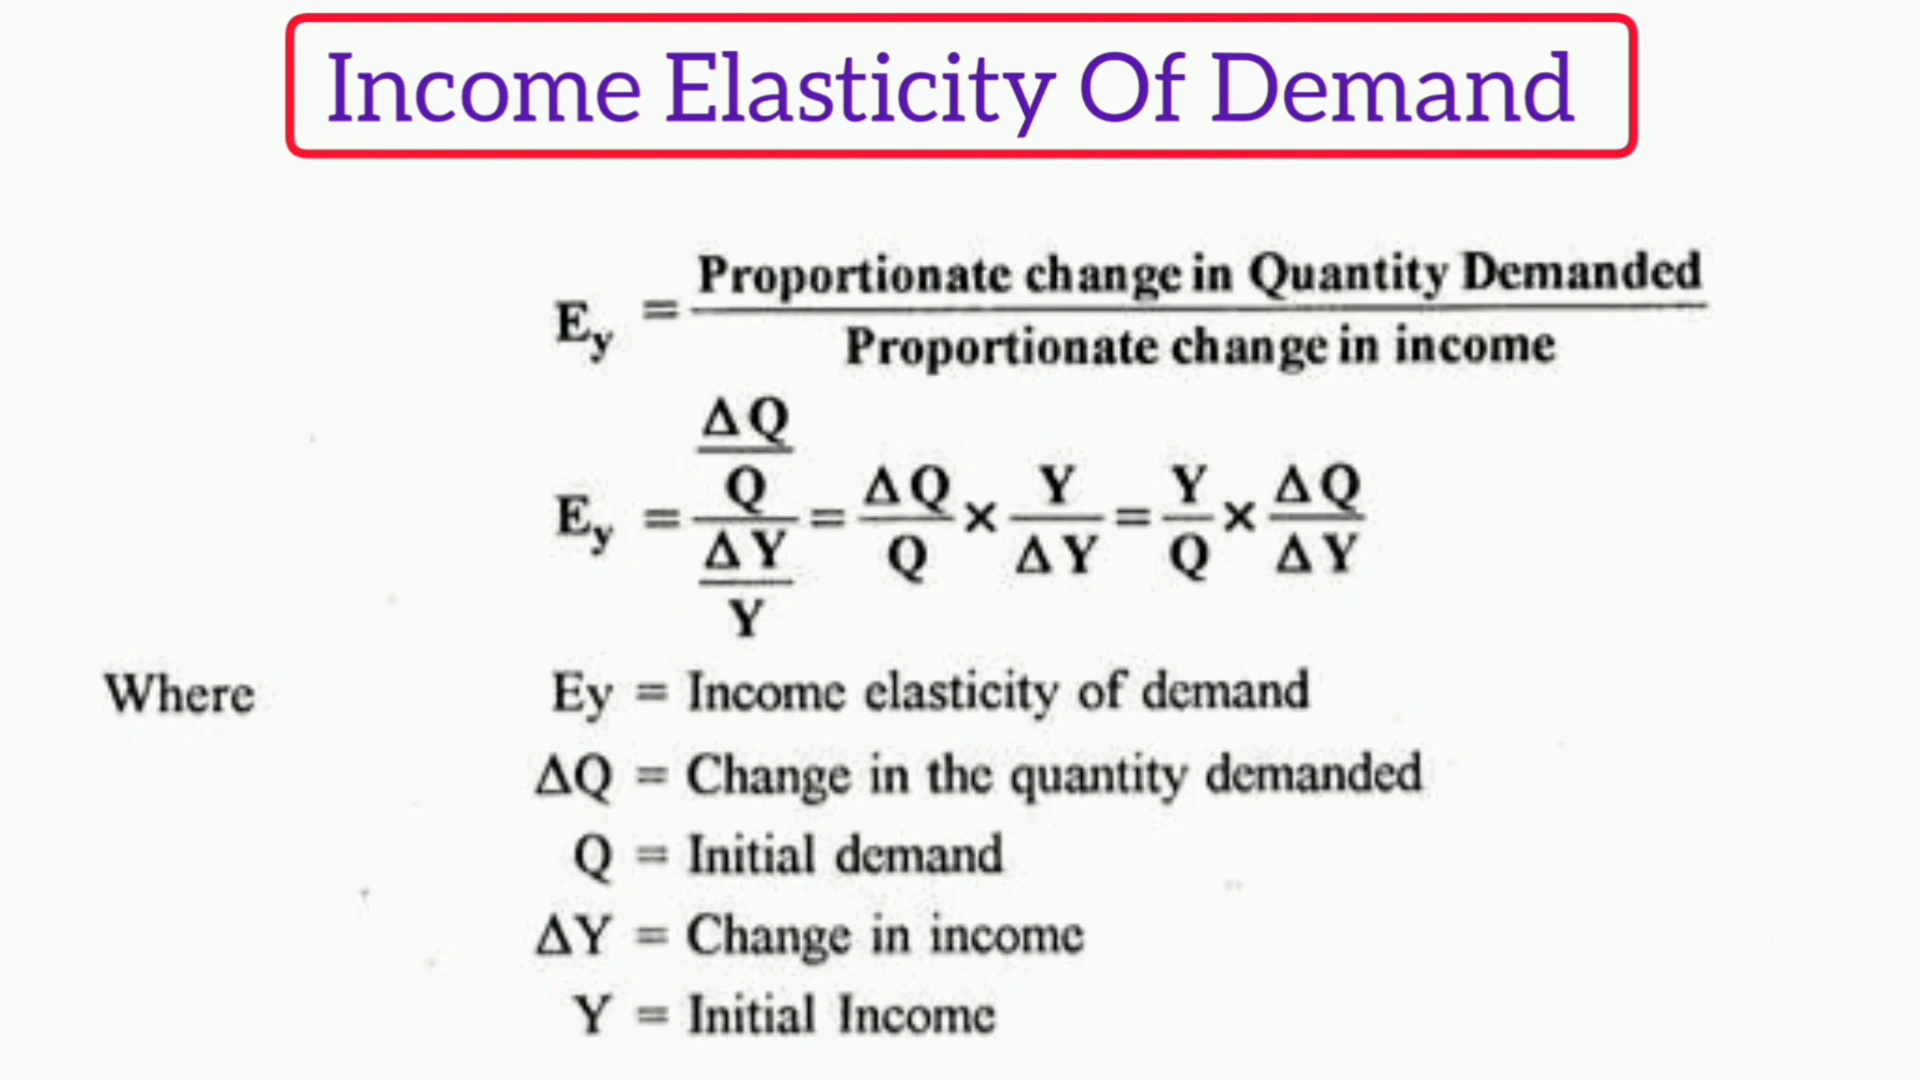 Income Elasticity Of Demand
E_y = Proportionate change in Quantity Demanded / Proportionate change in income
E_y = (ΔQ / Q) / (ΔY / Y) = ΔQ / Q × Y / ΔY = Y / Q × ΔQ / ΔY
Where Ey = Income elasticity of demand
ΔQ = Change in the quantity demanded
Q = Initial demand
ΔY = Change in income
Y = Initial Income